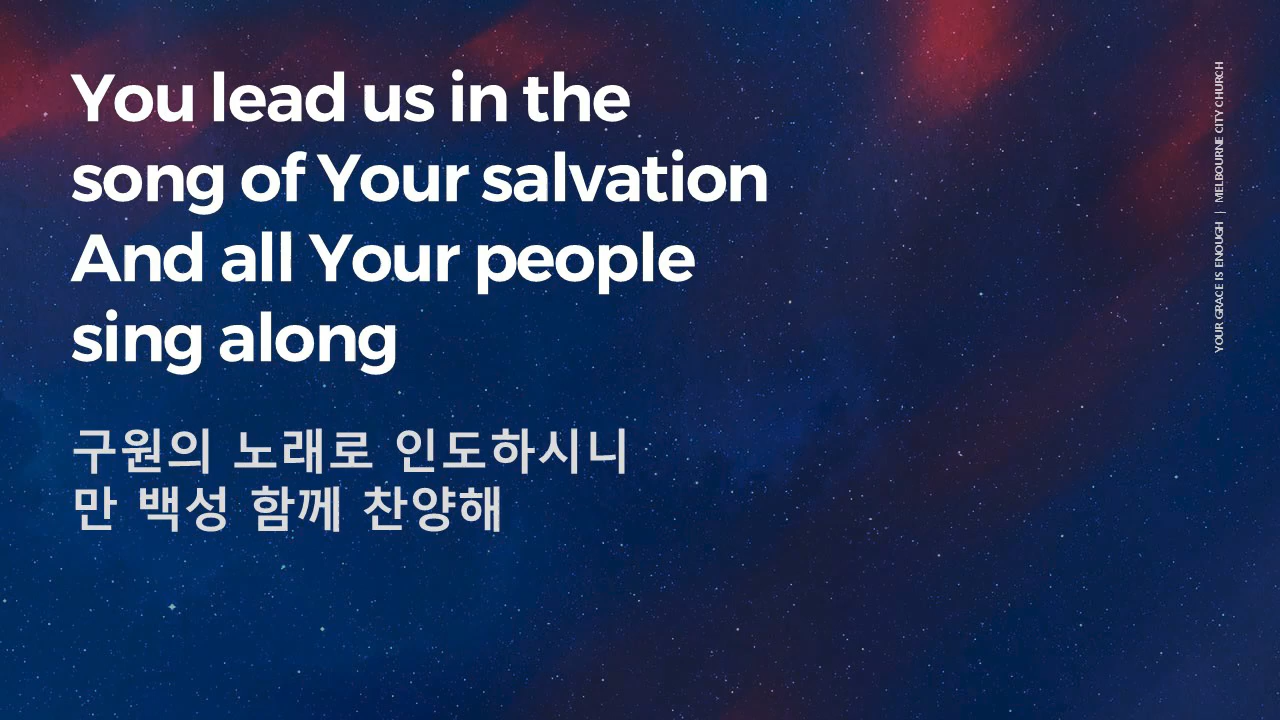 You lead us in the
song of Your salvation
And all Your people
sing along
구원의 노래로 인도하시니
만 백성 함께 찬양해
YOUR GRACE IS ENOUGH | MELBOURNE CITY CHURCH